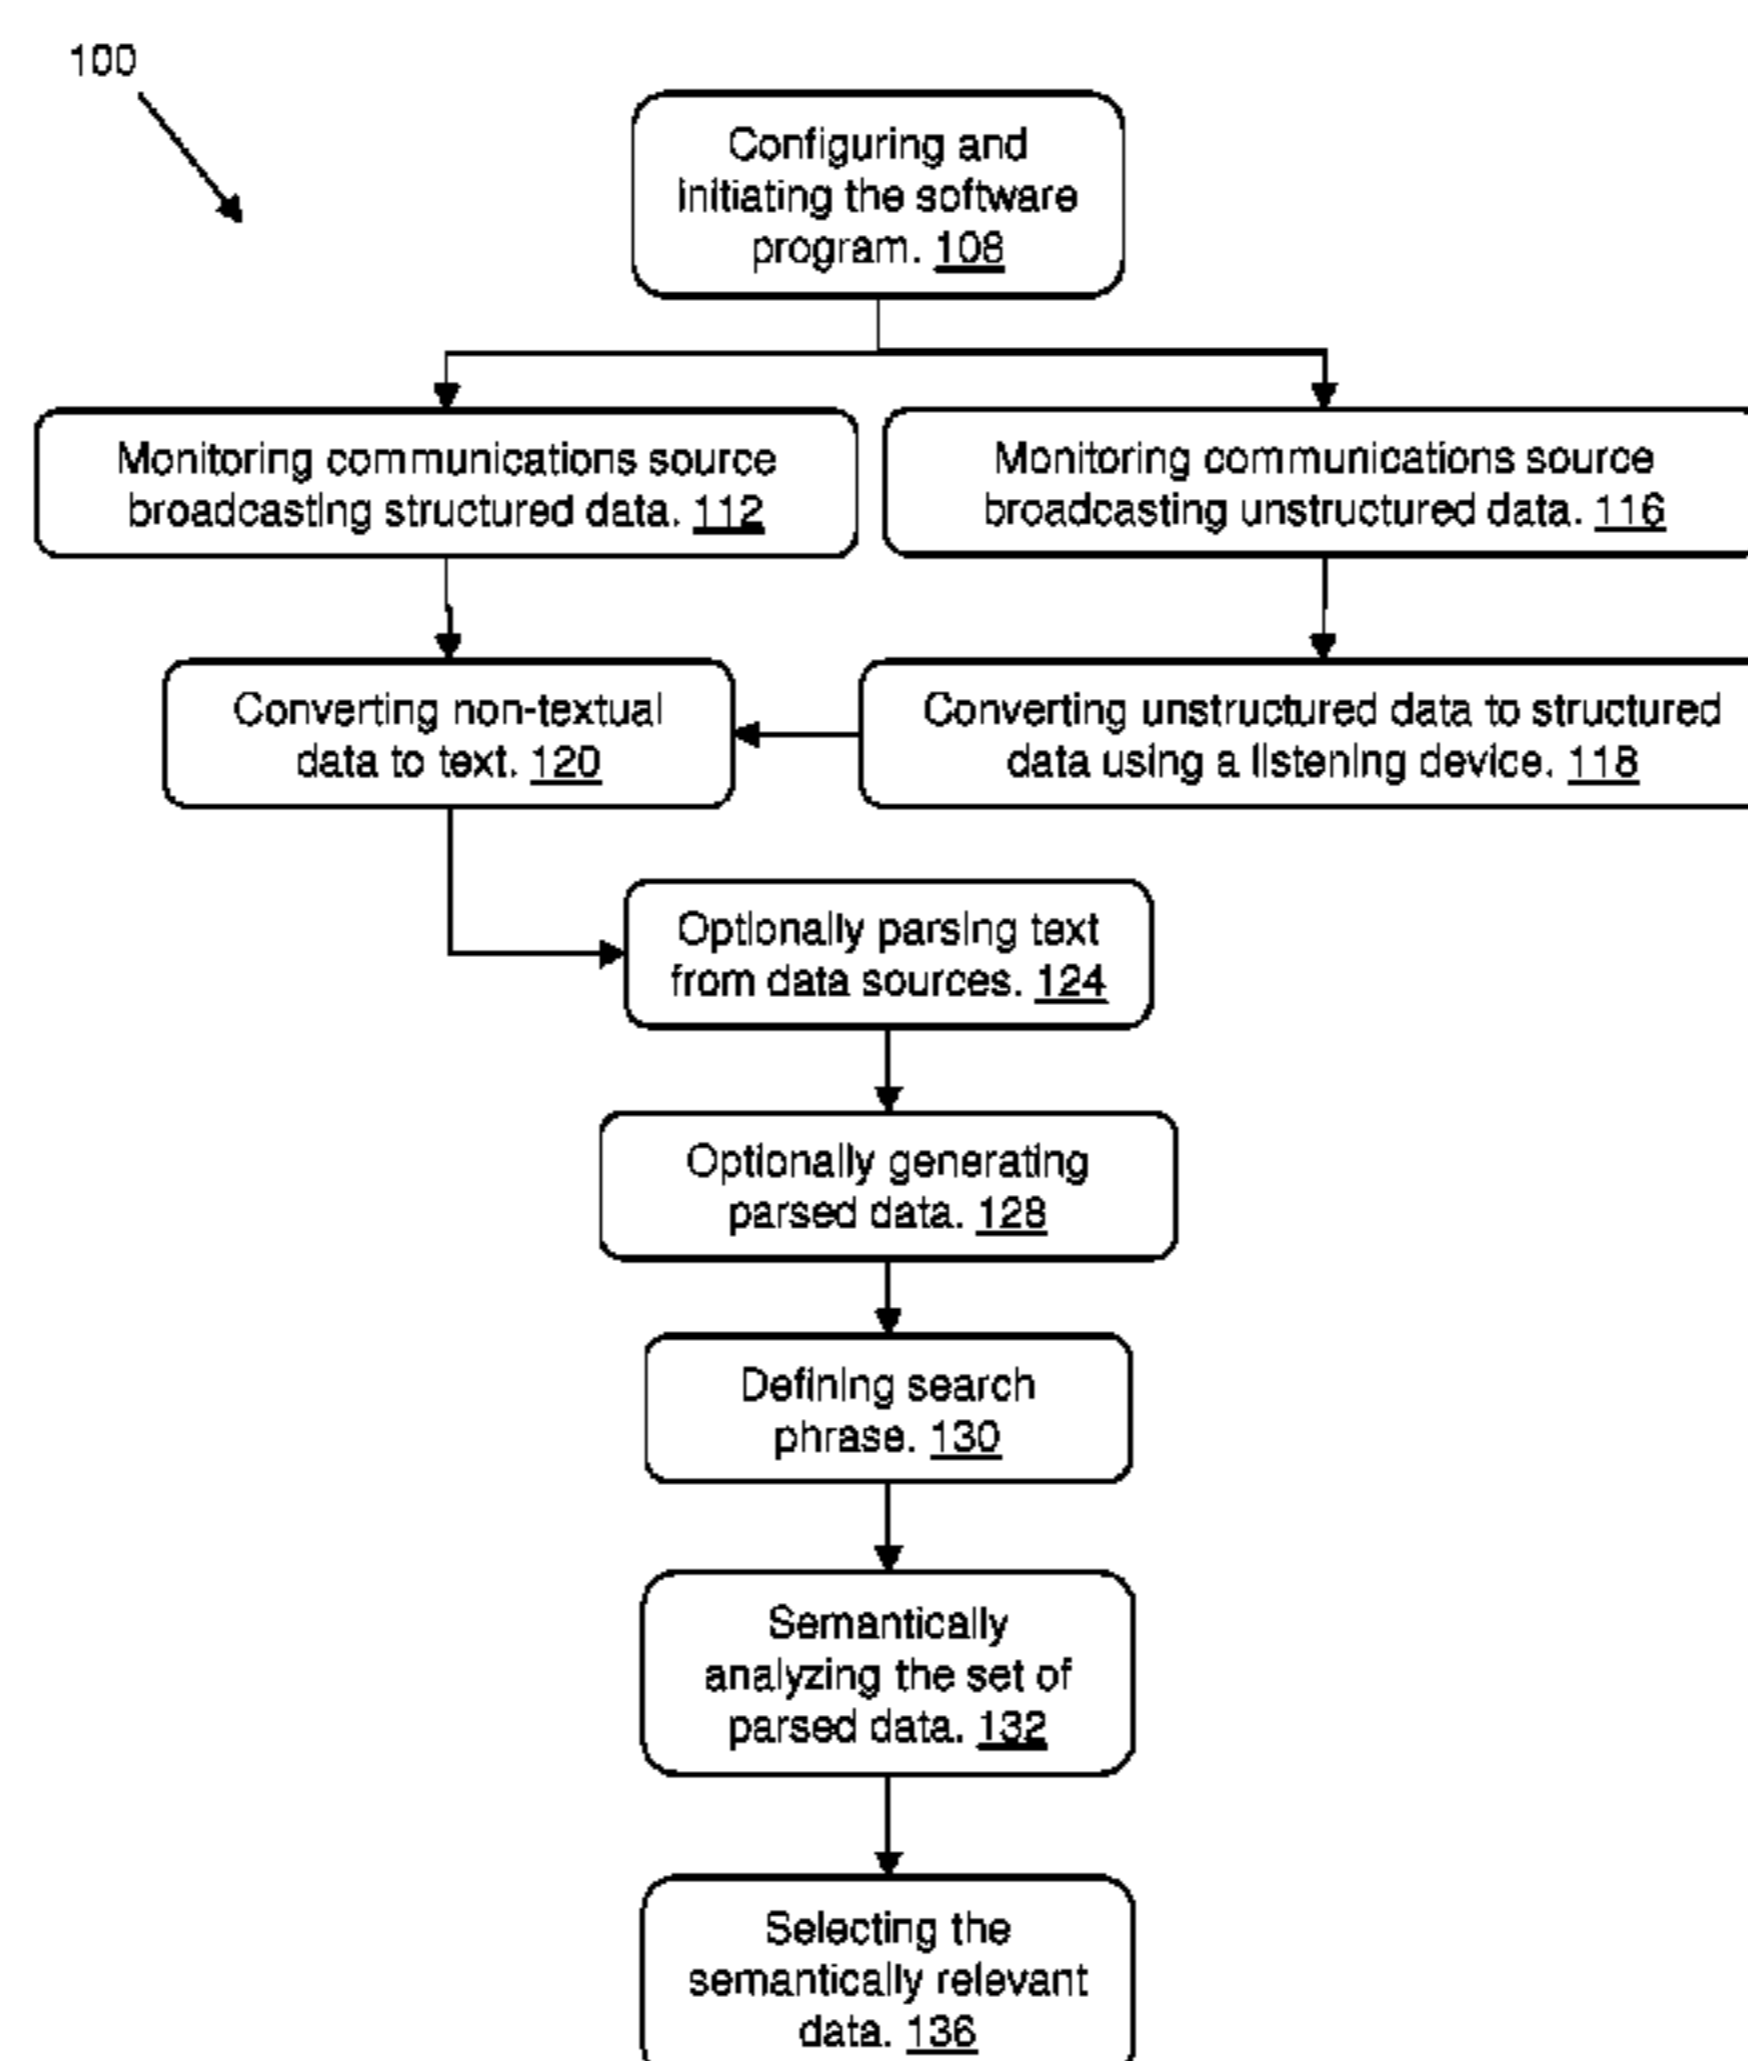 100
Configuring and
initiating the software
program. 108
Monitoring communications source
broadcasting structured data. 112
Monitoring communications source
broadcasting unstructured data. 116
Converting non-textual
data to text. 120
Converting unstructured data to structured
data using a listening device. 118
Optionally parsing text
from data sources. 124
Optionally generating
parsed data. 128
Defining search
phrase. 130
Semantically
analyzing the set of
parsed data. 132
Selecting the
semantically relevant
data. 136